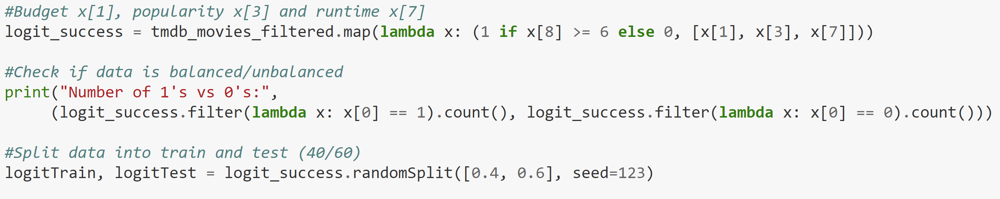 #Budget x[1], popularity x[3] and runtime x[7]
logit_success = tmdb_movies_filtered.map(lambda x: (1 if x[8] >= 6 else 0, [x[1], x[3], x[7]]))
#Check if data is balanced/unbalanced
print("Number of 1's vs 0's:",
(logit_success.filter(lambda x: x[0] == 1).count(), logit_success.filter(lambda x: x[0] == 0).count()))
#Split data into train and test (40/60)
logitTrain, logitTest = logit_success.randomSplit([0.4, 0.6], seed=123)